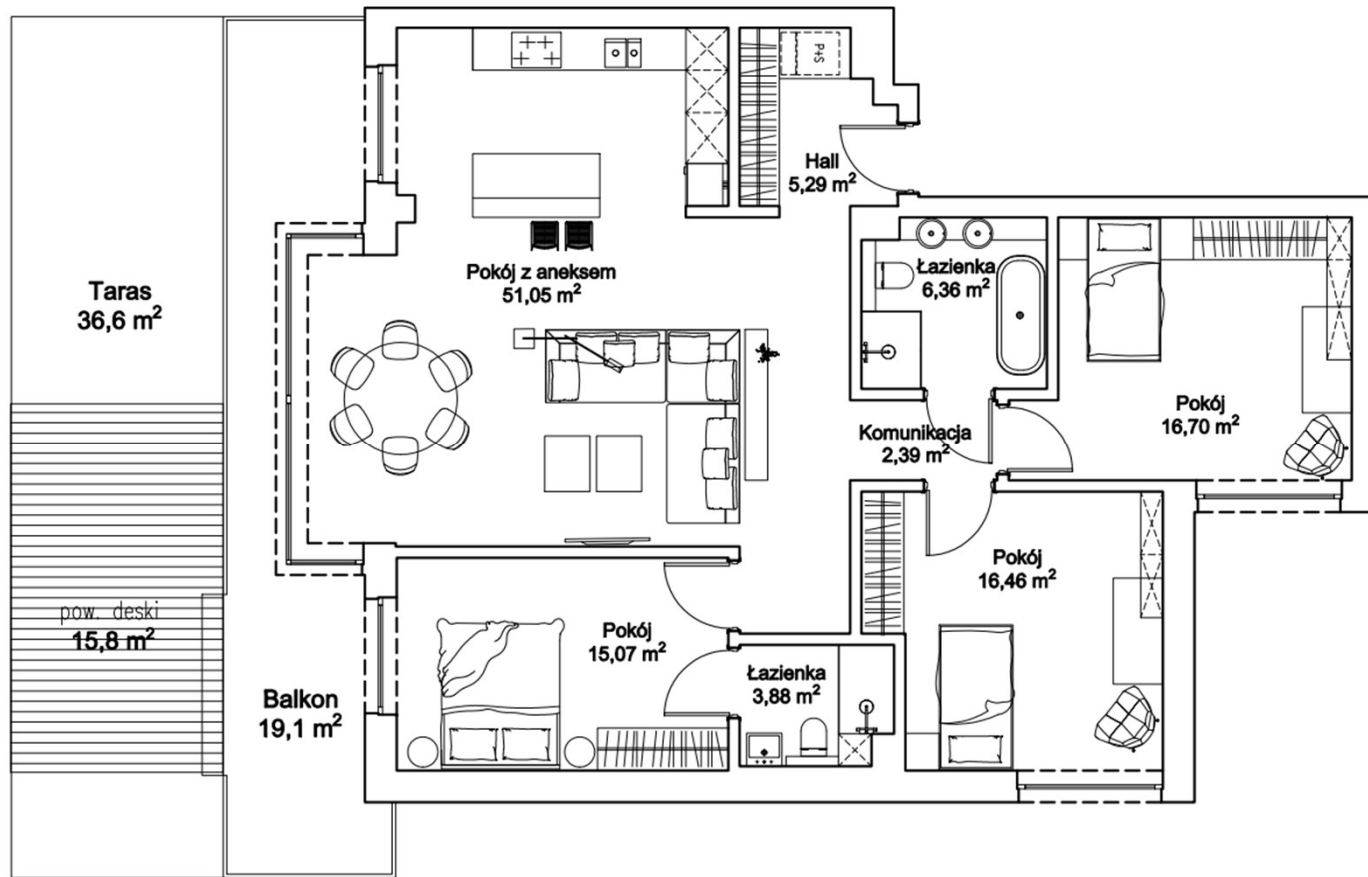 P+S
Hall
5,29 m²
Pokój z aneksem
51,05 m²
Łazienka
6,36 m²
Taras
36,6 m²
Pokój
16,70 m²
Komunikacja
2,39 m²
Pokój
16,46 m²
pow. deski
15,8 m²
Pokój
15,07 m²
Łazienka
3,88 m²
Balkon
19,1 m²